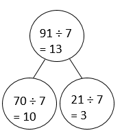 91 ÷ 7
= 13
70 ÷ 7
= 10
21 ÷ 7
= 3